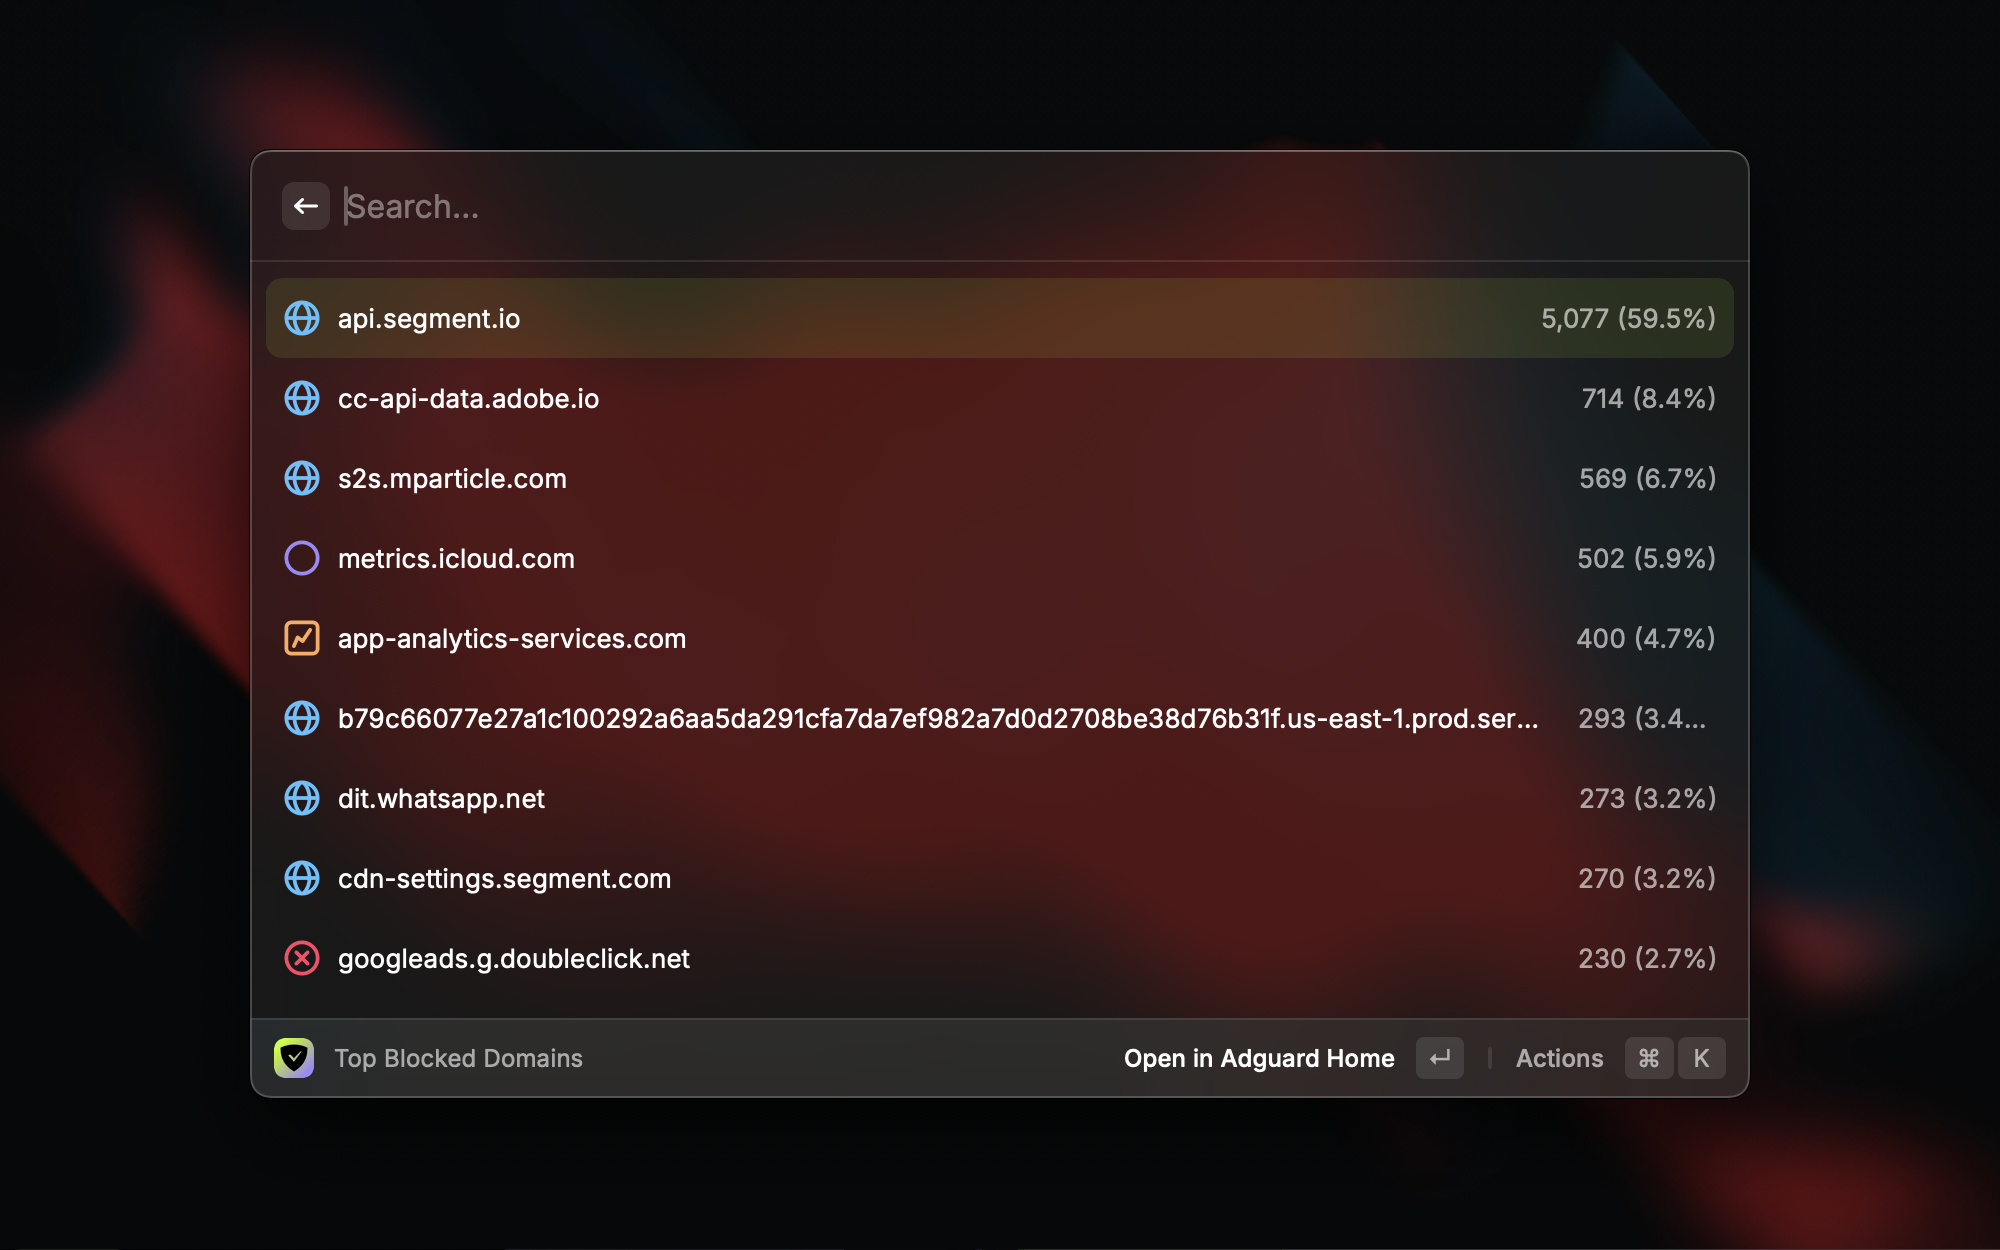 Search...
api.segment.io 5,077 (59.5%)
cc-api-data.adobe.io 714 (8.4%)
s2s.mparticle.com 569 (6.7%)
metrics.icloud.com 502 (5.9%)
app-analytics-services.com 400 (4.7%)
b79c66077e27a1c100292a6aa5da291cfa7da7ef982a7d0d2708be38d76b31f.us-east-1.prod.ser... 293 (3.4...
dit.whatsapp.net 273 (3.2%)
cdn-settings.segment.com 270 (3.2%)
googleads.g.doubleclick.net 230 (2.7%)
Top Blocked Domains Open in Adguard Home ↵ Actions ⌘ K